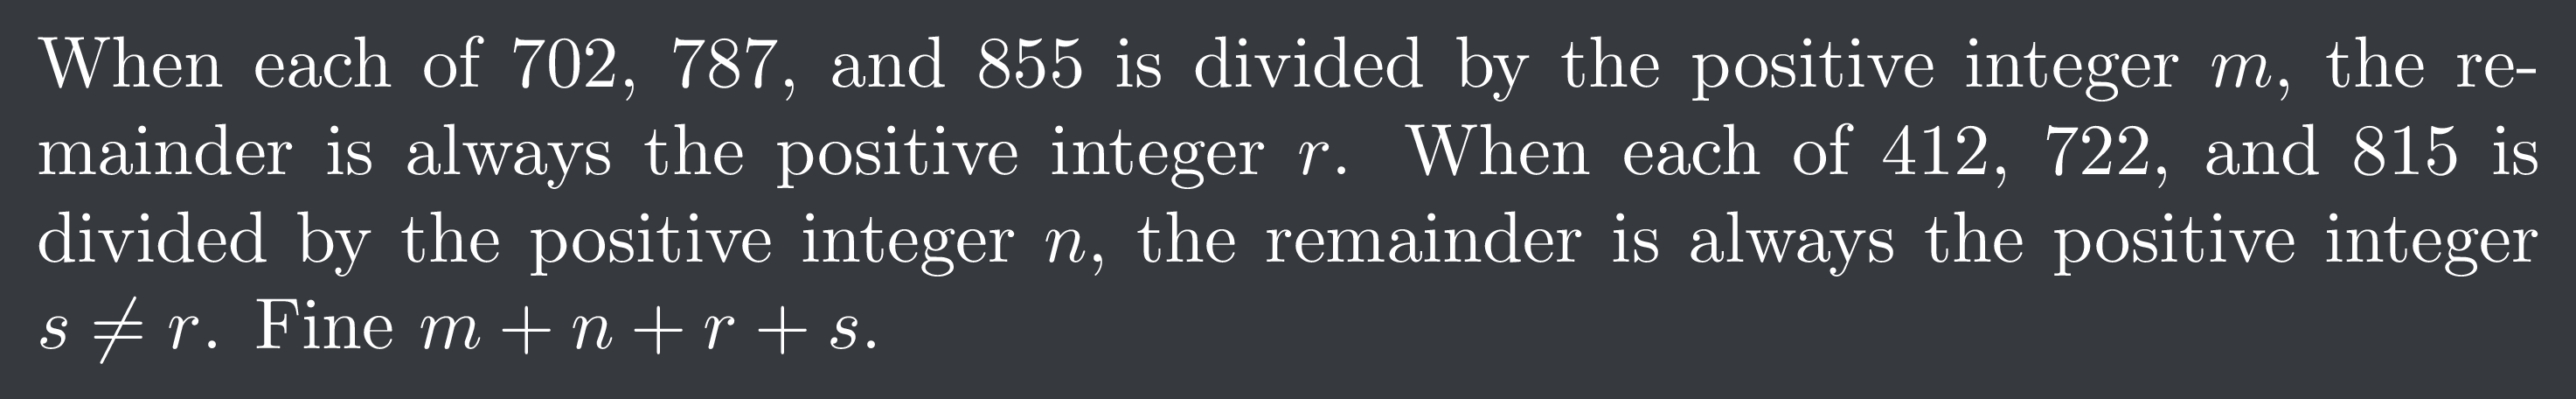 When each of 702, 787, and 855 is divided by the positive integer m, the re-
mainder is always the positive integer r. When each of 412, 722, and 815 is
divided by the positive integer n, the remainder is always the positive integer
s ≠ r. Fine m + n + r + s.